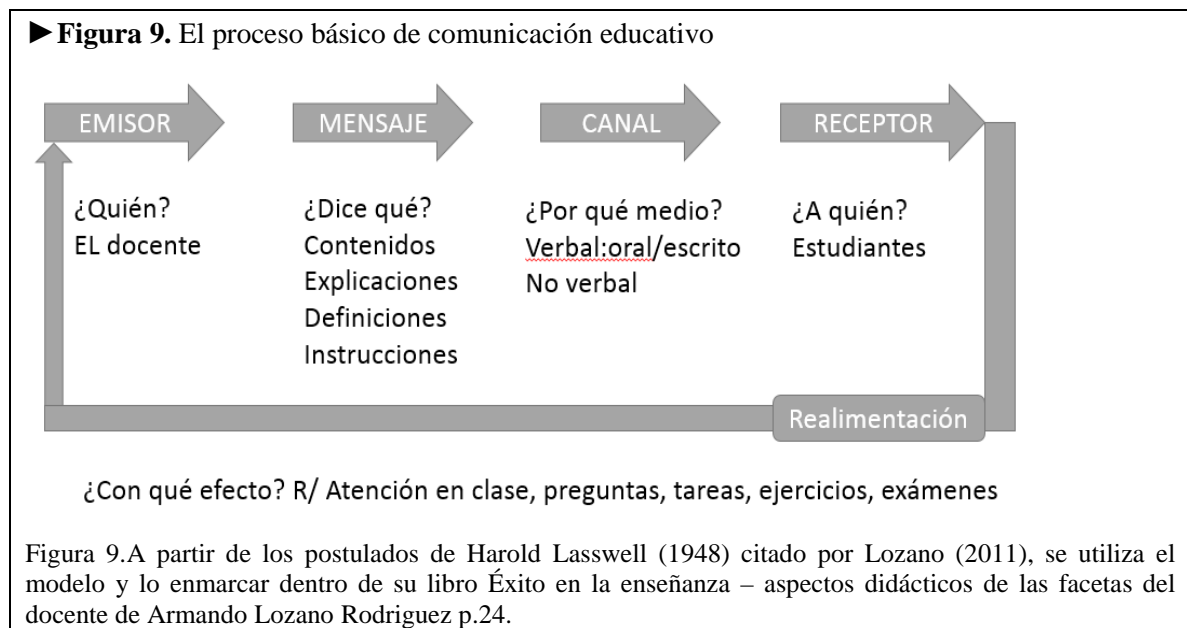 ►Figura 9. El proceso básico de comunicación educativo
EMISOR
MENSAJE
CANAL
RECEPTOR
¿Quién?
EL docente
¿Dice qué?
Contenidos
Explicaciones
Definiciones
Instrucciones
¿Por qué medio?
Verbal:oral/escrito
No verbal
¿A quién?
Estudiantes
Realimentación
¿Con qué efecto? R/ Atención en clase, preguntas, tareas, ejercicios, exámenes
Figura 9.A partir de los postulados de Harold Lasswell (1948) citado por Lozano (2011), se utiliza el
modelo y lo enmarcar dentro de su libro Éxito en la enseñanza – aspectos didácticos de las facetas del
docente de Armando Lozano Rodriguez p.24.